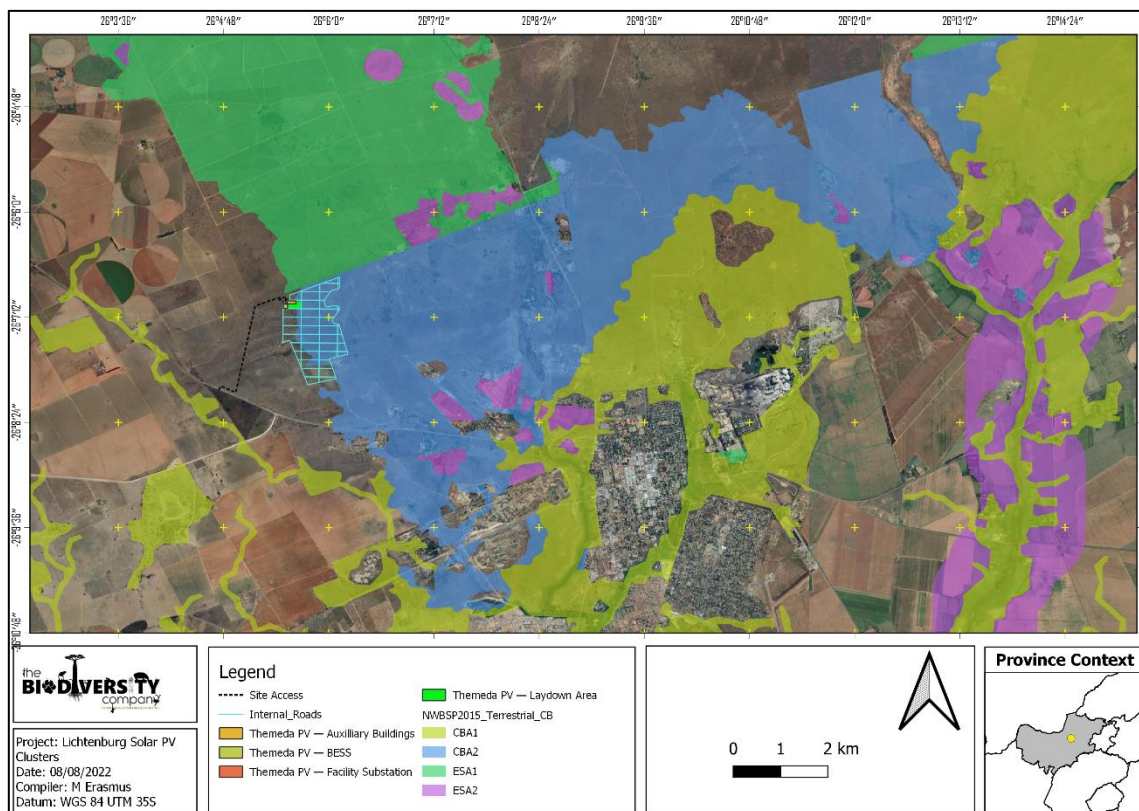 26°3′36″ 26°4′48″ 26°6′0″ 26°7′12″ 26°8′24″ 26°9′36″ 26°10′48″ 26°12′0″ 26°13′12″ 26°14′24″
-26°4′48″
-26°6′0″
-26°7′12″
-26°8′24″
-26°9′36″
-26°10′48″
the
BIODIVERSITY
company
Project: Lichtenburg Solar PV
Clusters
Date: 08/08/2022
Compiler: M Erasmus
Datum: WGS 84 UTM 35S
Legend
Site Access
Internal_Roads
Themeda PV — Auxilliary Buildings
Themeda PV — BESS
Themeda PV — Facility Substation
Themeda PV — Laydown Area
NWBSP2015_Terrestrial_CB
CBA1
CBA2
ESA1
ESA2
0 1 2 km
Province Context